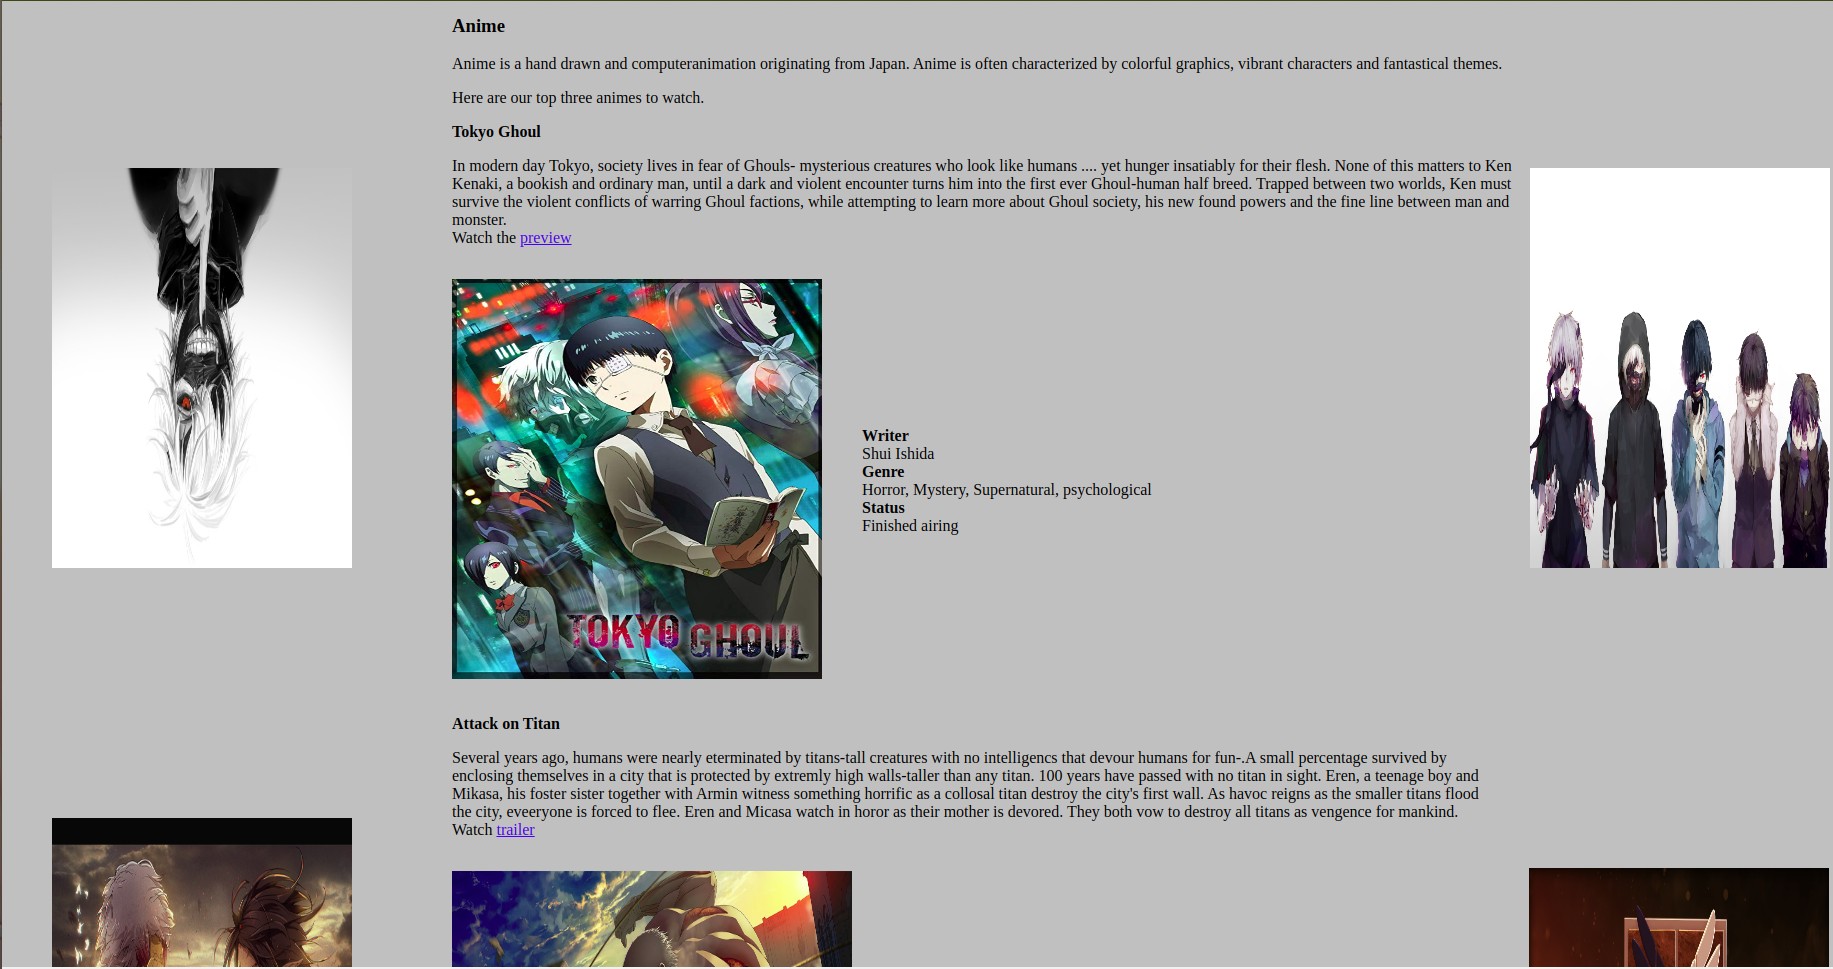 Anime
Anime is a hand drawn and computeranimation originating from Japan. Anime is often characterized by colorful graphics, vibrant characters and fantastical themes.
Here are our top three animes to watch.
Tokyo Ghoul
In modern day Tokyo, society lives in fear of Ghouls- mysterious creatures who look like humans .... yet hunger insatiably for their flesh. None of this matters to Ken
Kenaki, a bookish and ordinary man, until a dark and violent encounter turns him into the first ever Ghoul-human half breed. Trapped between two worlds, Ken must
survive the violent conflicts of warring Ghoul factions, while attempting to learn more about Ghoul society, his new found powers and the fine line between man and
monster.
Watch the preview
TOKYO GHOUL
Writer
Shui Ishida
Genre
Horror, Mystery, Supernatural, psychological
Status
Finished airing
Attack on Titan
Several years ago, humans were nearly eterminated by titans-tall creatures with no intelligencs that devour humans for fun-.A small percentage survived by
enclosing themselves in a city that is protected by extremly high walls-taller than any titan. 100 years have passed with no titan in sight. Eren, a teenage boy and
Mikasa, his foster sister together with Armin witness something horrific as a collosal titan destroy the city's first wall. As havoc reigns as the smaller titans flood
the city, eveeryone is forced to flee. Eren and Micasa watch in horor as their mother is devored. They both vow to destroy all titans as vengence for mankind.
Watch trailer